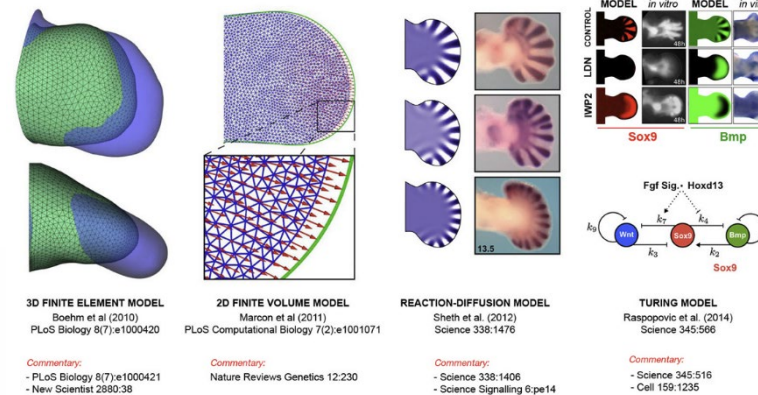 MODEL in vitro MODEL in vi
CONTROL
48h
LDN
48h
IWP2
48h
Sox9 Bmp
Fgf Sig. Hoxd13
k7 k4
k9
Wnt Sox9 Bmp
k3 k2
Sox9
13.5
3D FINITE ELEMENT MODEL
Boehm et al (2010)
PLoS Biology 8(7):e1000420
Commentary:
- PLoS Biology 8(7):e1000421
- New Scientist 2880:38
2D FINITE VOLUME MODEL
Marcon et al (2011)
PLoS Computational Biology 7(2):e1001071
Commentary:
Nature Reviews Genetics 12:230
REACTION-DIFFUSION MODEL
Sheth et al. (2012)
Science 338:1476
Commentary:
- Science 338:1406
- Science Signalling 6:pe14
TURING MODEL
Raspopovic et al. (2014)
Science 345:566
Commentary:
- Science 345:516
- Cell 159:1235